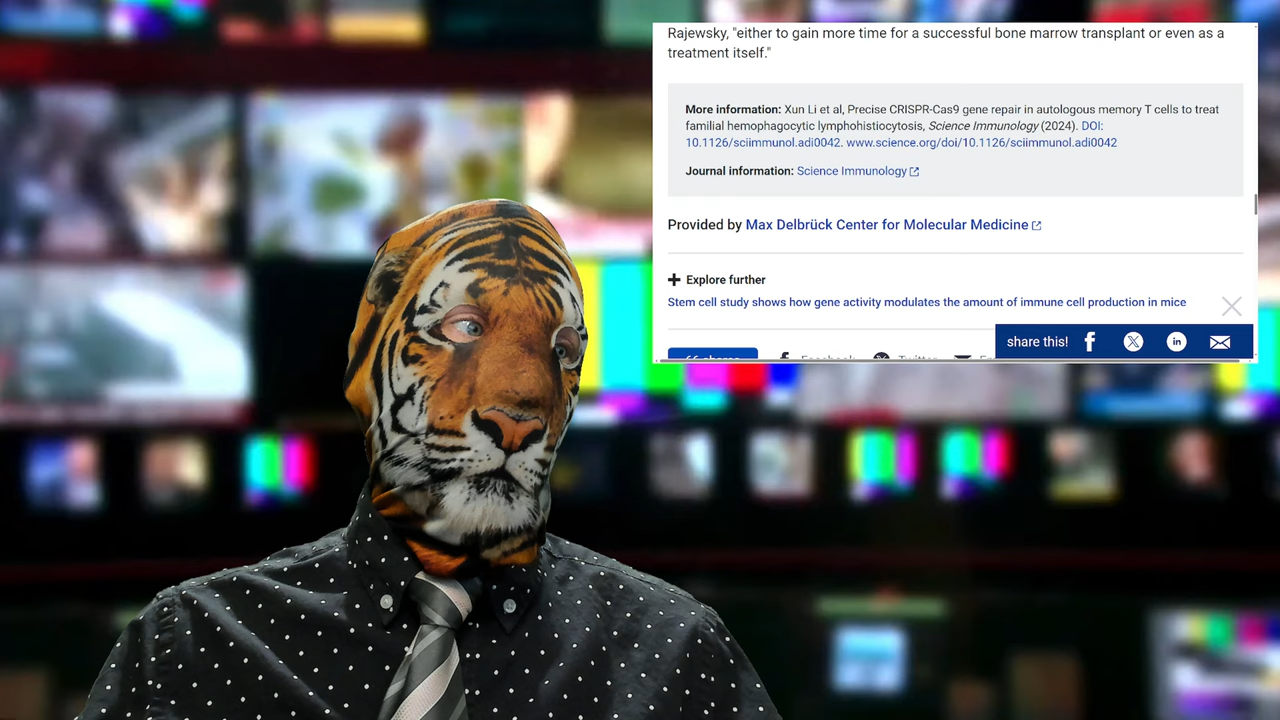 Rajewsky, "either to gain more time for a successful bone marrow transplant or even as a
treatment itself."
More information: Xun Li et al, Precise CRISPR-Cas9 gene repair in autologous memory T cells to treat
familial hemophagocytic lymphohistiocytosis, Science Immunology (2024). DOI:
10.1126/sciimmunol.adi0042. www.science.org/doi/10.1126/sciimmunol.adi0042
Journal information: Science Immunology
Provided by Max Delbrück Center for Molecular Medicine
Explore further
Stem cell study shows how gene activity modulates the amount of immune cell production in mice
share this!
66 shares Facebook Twitter